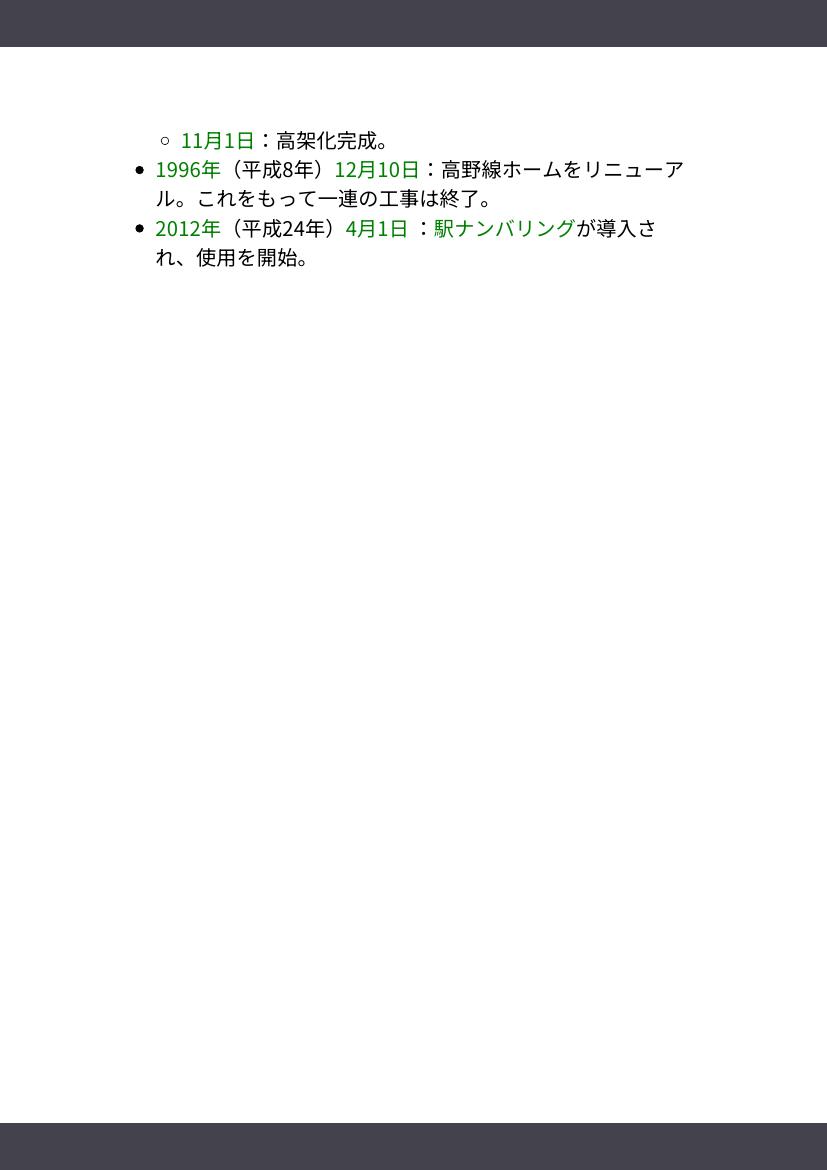 11月1日：高架化完成。
1996年（平成8年）12月10日：高野線ホームをリニューア
ル。これをもって一連の工事は終了。
2012年（平成24年）4月1日 ：駅ナンバリングが導入さ
れ、使用を開始。